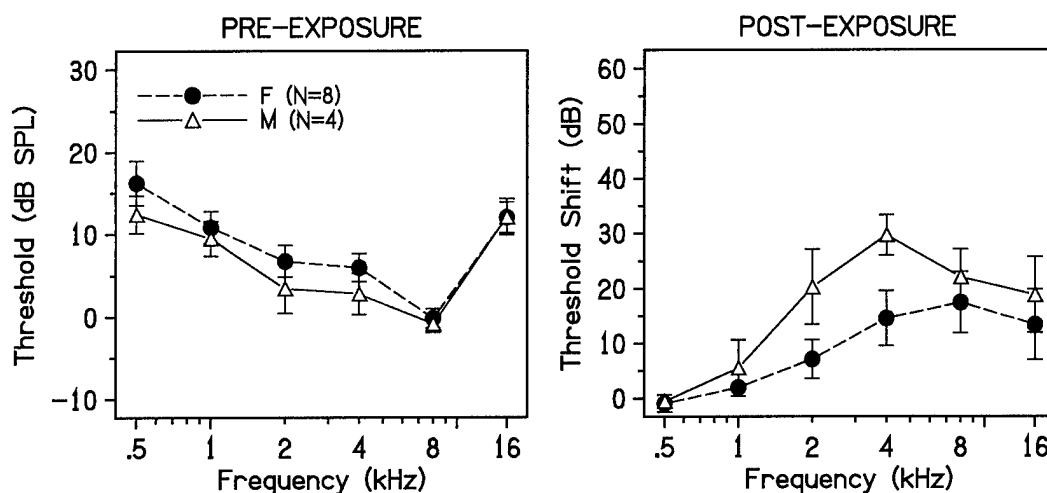 PRE-EXPOSURE
Threshold (dB SPL)
30
20
10
0
-10
F (N=8)
M (N=4)
.5 1 2 4 8 16
Frequency (kHz)
POST-EXPOSURE
Threshold Shift (dB)
60
50
40
30
20
10
0
.5 1 2 4 8 16
Frequency (kHz)